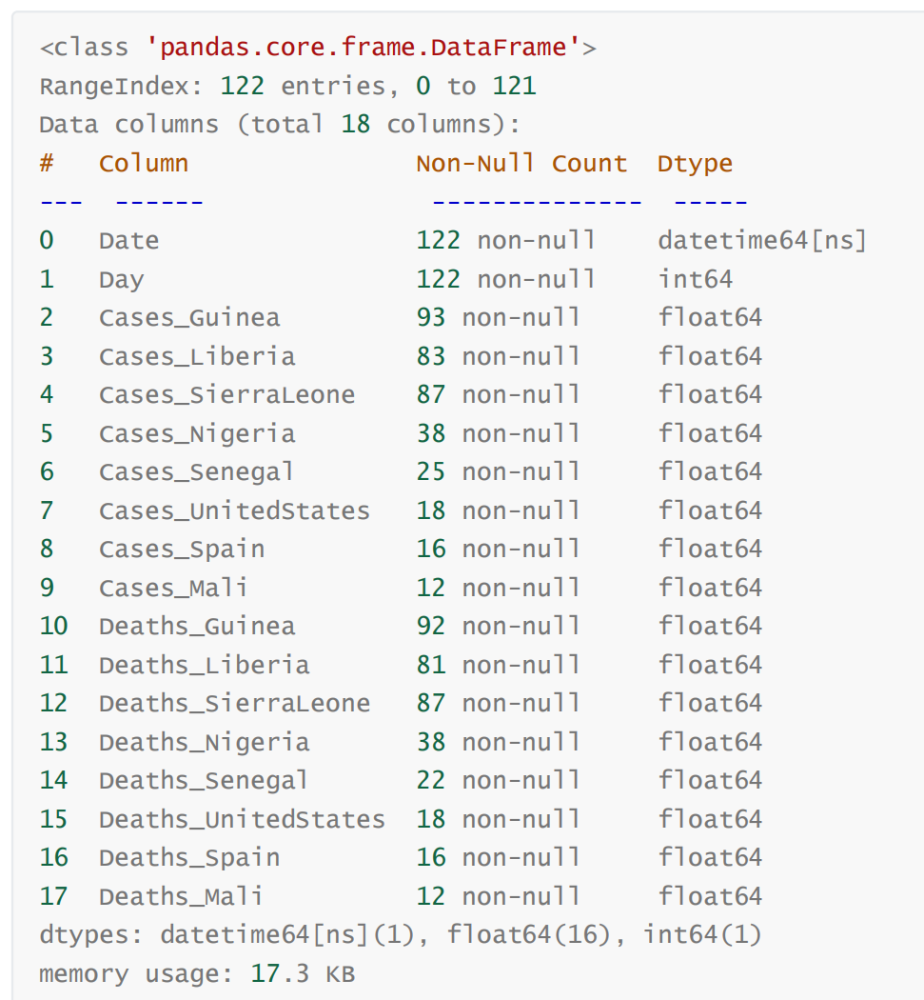 <class 'pandas.core.frame.DataFrame'>
RangeIndex: 122 entries, 0 to 121
Data columns (total 18 columns):
# Column Non-Null Count Dtype
--- ------ -------------- -----
0 Date 122 non-null datetime64[ns]
1 Day 122 non-null int64
2 Cases_Guinea 93 non-null float64
3 Cases_Liberia 83 non-null float64
4 Cases_SierraLeone 87 non-null float64
5 Cases_Nigeria 38 non-null float64
6 Cases_Senegal 25 non-null float64
7 Cases_UnitedStates 18 non-null float64
8 Cases_Spain 16 non-null float64
9 Cases_Mali 12 non-null float64
10 Deaths_Guinea 92 non-null float64
11 Deaths_Liberia 81 non-null float64
12 Deaths_SierraLeone 87 non-null float64
13 Deaths_Nigeria 38 non-null float64
14 Deaths_Senegal 22 non-null float64
15 Deaths_UnitedStates 18 non-null float64
16 Deaths_Spain 16 non-null float64
17 Deaths_Mali 12 non-null float64
dtypes: datetime64[ns](1), float64(16), int64(1)
memory usage: 17.3 KB